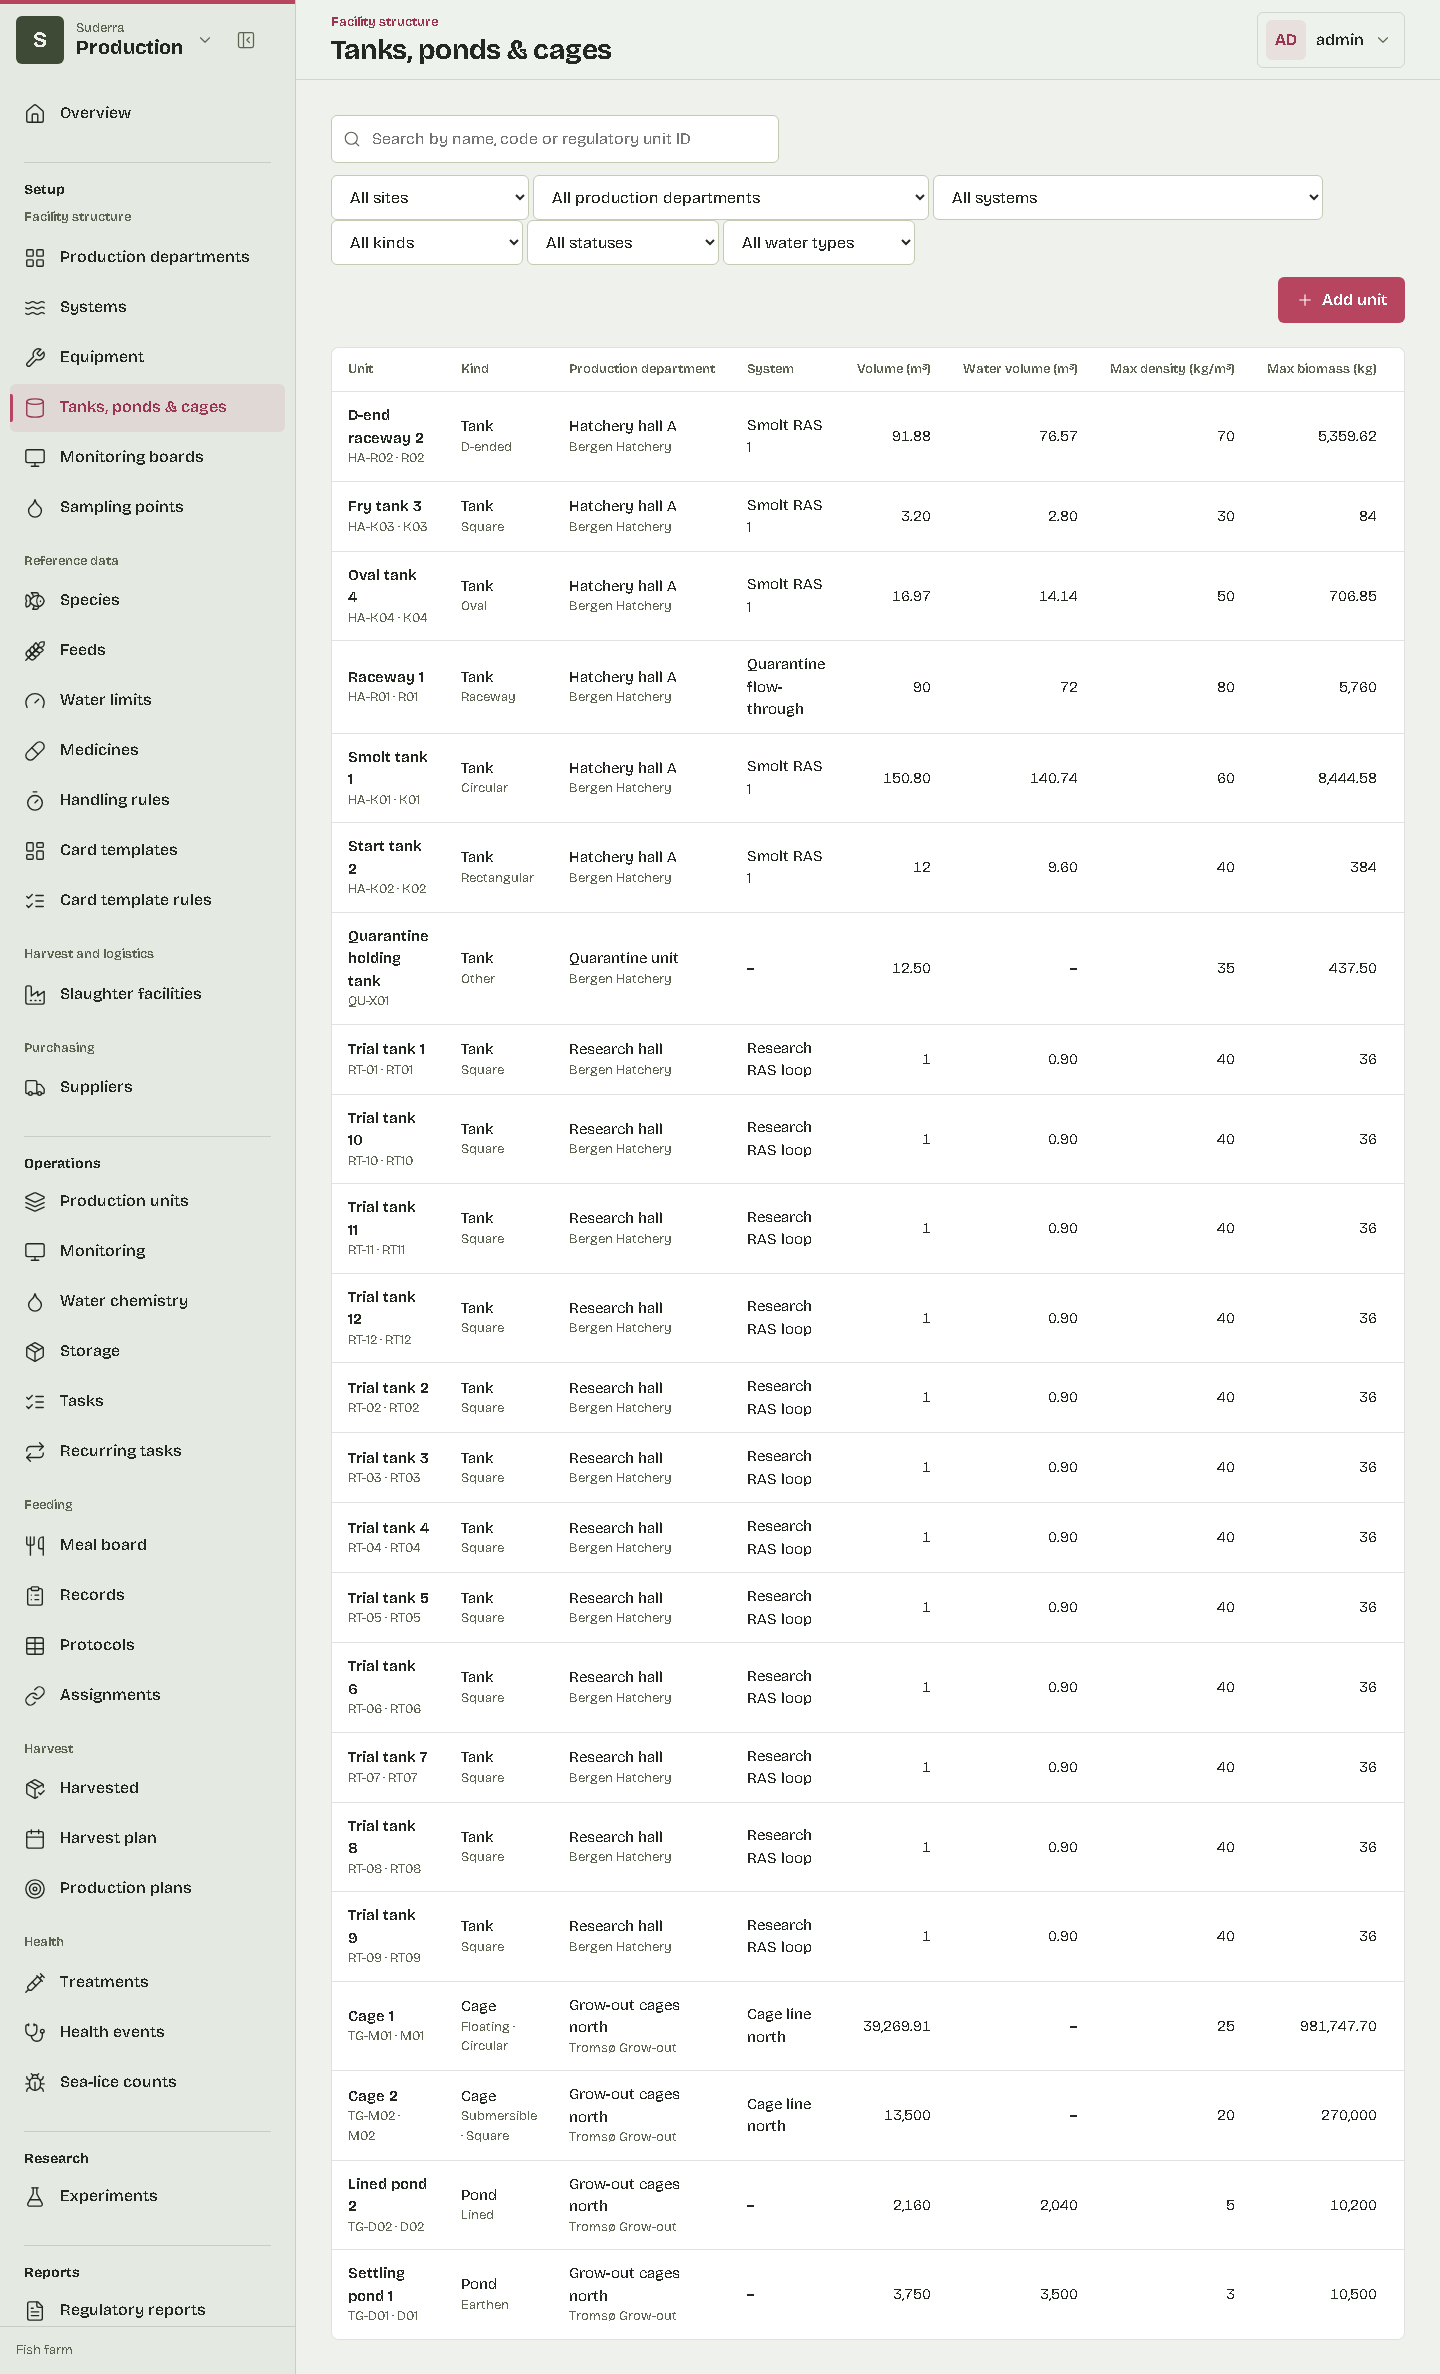 S
Suderra
Production
Overview
Setup
Facility structure
Production departments
Systems
Equipment
Tanks, ponds & cages
Monitoring boards
Sampling points
Reference data
Species
Feeds
Water limits
Medicines
Handling rules
Card templates
Card template rules
Harvest and logistics
Slaughter facilities
Purchasing
Suppliers
Operations
Production units
Monitoring
Water chemistry
Storage
Tasks
Recurring tasks
Feeding
Meal board
Records
Protocols
Assignments
Harvest
Harvested
Harvest plan
Production plans
Health
Treatments
Health events
Sea-lice counts
Research
Experiments
Reports
Regulatory reports
Fish farm
Facility structure
Tanks, ponds & cages
AD admin
Search by name, code or regulatory unit ID
All sites All production departments All systems
All kinds All statuses All water types
+ Add unit
Unit Kind Production department System Volume (m³) Water volume (m³) Max density (kg/m³) Max biomass (kg)
D-end
raceway 2
HA-R02 · R02
Tank
D-ended
Hatchery hall A
Bergen Hatchery
Smolt RAS
1
91.88 76.57 70 5,359.62
Fry tank 3
HA-K03 · K03
Tank
Square
Hatchery hall A
Bergen Hatchery
Smolt RAS
1
3.20 2.80 30 84
Oval tank
4
HA-K04 · K04
Tank
Oval
Hatchery hall A
Bergen Hatchery
Smolt RAS
1
16.97 14.14 50 706.85
Raceway 1
HA-R01 · R01
Tank
Raceway
Hatchery hall A
Bergen Hatchery
Quarantine
flow-
through
90 72 80 5,760
Smolt tank
1
HA-K01 · K01
Tank
Circular
Hatchery hall A
Bergen Hatchery
Smolt RAS
1
150.80 140.74 60 8,444.58
Start tank
2
HA-K02 · K02
Tank
Rectangular
Hatchery hall A
Bergen Hatchery
Smolt RAS
1
12 9.60 40 384
Quarantine
holding
tank
QU-X01
Tank
Other
Quarantine unit
Bergen Hatchery
–
12.50 – 35 437.50
Trial tank 1
RT-01 · RT01
Tank
Square
Research hall
Bergen Hatchery
Research
RAS loop
1 0.90 40 36
Trial tank
10
RT-10 · RT10
Tank
Square
Research hall
Bergen Hatchery
Research
RAS loop
1 0.90 40 36
Trial tank
11
RT-11 · RT11
Tank
Square
Research hall
Bergen Hatchery
Research
RAS loop
1 0.90 40 36
Trial tank
12
RT-12 · RT12
Tank
Square
Research hall
Bergen Hatchery
Research
RAS loop
1 0.90 40 36
Trial tank 2
RT-02 · RT02
Tank
Square
Research hall
Bergen Hatchery
Research
RAS loop
1 0.90 40 36
Trial tank 3
RT-03 · RT03
Tank
Square
Research hall
Bergen Hatchery
Research
RAS loop
1 0.90 40 36
Trial tank 4
RT-04 · RT04
Tank
Square
Research hall
Bergen Hatchery
Research
RAS loop
1 0.90 40 36
Trial tank 5
RT-05 · RT05
Tank
Square
Research hall
Bergen Hatchery
Research
RAS loop
1 0.90 40 36
Trial tank
6
RT-06 · RT06
Tank
Square
Research hall
Bergen Hatchery
Research
RAS loop
1 0.90 40 36
Trial tank 7
RT-07 · RT07
Tank
Square
Research hall
Bergen Hatchery
Research
RAS loop
1 0.90 40 36
Trial tank
8
RT-08 · RT08
Tank
Square
Research hall
Bergen Hatchery
Research
RAS loop
1 0.90 40 36
Trial tank
9
RT-09 · RT09
Tank
Square
Research hall
Bergen Hatchery
Research
RAS loop
1 0.90 40 36
Cage 1
TG-M01 · M01
Cage
Floating ·
Circular
Grow-out cages
north
Tromsø Grow-out
Cage line
north
39,269.91 – 25 981,747.70
Cage 2
TG-M02 ·
M02
Cage
Submersible
· Square
Grow-out cages
north
Tromsø Grow-out
Cage line
north
13,500 – 20 270,000
Lined pond
2
TG-D02 · D02
Pond
Lined
Grow-out cages
north
Tromsø Grow-out
–
2,160 2,040 5 10,200
Settling
pond 1
TG-D01 · D01
Pond
Earthen
Grow-out cages
north
Tromsø Grow-out
–
3,750 3,500 3 10,500